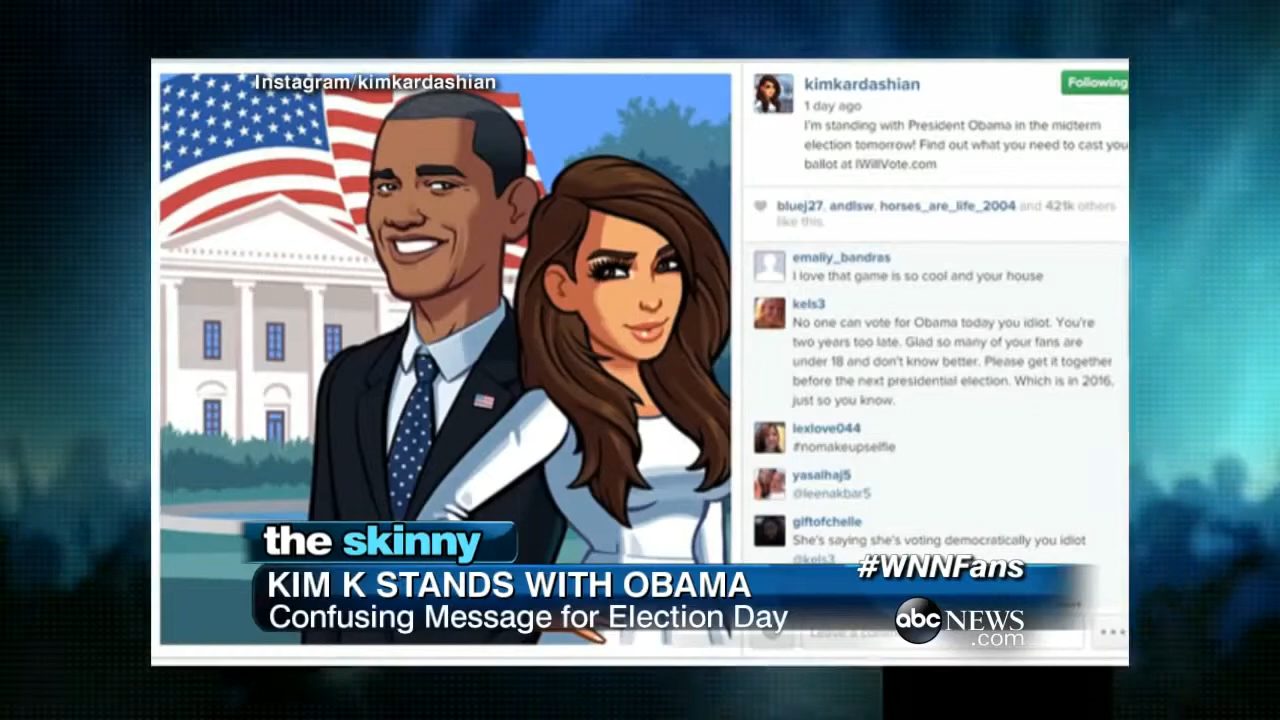 Instagram/kimkardashian
kimkardashian
Following
1 day ago
I'm standing with President Obama in the midterm
election tomorrow! Find out what you need to cast you
ballot at IWillVote.com
bluej27, andlsw, horses_are_life_2004 and 421k others
like this.
emaliy_bandras
I love that game is so cool and your house
kels3
No one can vote for Obama today you idiot. You're
two years too late. Glad so many of your fans are
under 18 and don't know better. Please get it together
before the next presidential election. Which is in 2016,
just so you know.
lexlove044
#nomakeupselfie
yasalhaj5
@leenakbar5
giftofchelle
She's saying she's voting democratically you idiot
@kels3
#WNNFans
the skinny
KIM K STANDS WITH OBAMA
Confusing Message for Election Day
abc NEWS
.com
Leave a comm